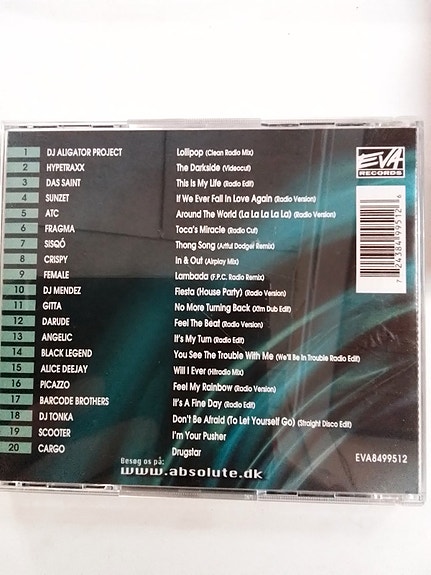 1 DJ ALIGATOR PROJECT Lollipop (Clean Radio Mix)
2 HYPETRAXX The Darkside (Videocut)
3 DAS SAINT This Is My Life (Radio Edit)
4 SUNZET If We Ever Fall In Love Again (Radio Version)
5 ATC Around The World (La La La La La) (Radio Version)
6 FRAGMA Toca's Miracle (Radio Cut)
7 SISQÓ Thong Song (Artful Dodger Remix)
8 CRISPY In & Out (Airplay Mix)
9 FEMALE Lambada (F.P.C. Radio Remix)
10 DJ MENDEZ Fiesta (House Party) (Radio Version)
11 GITTA No More Turning Back (Xtm Dub Edit)
12 DARUDE Feel The Beat (Radio Version)
13 ANGELIC It's My Turn (Radio Edit)
14 BLACK LEGEND You See The Trouble With Me (We'll Be In Trouble Radio Edit)
15 ALICE DEEJAY Will I Ever (Hitradio Mix)
16 PICAZZO Feel My Rainbow (Radio Version)
17 BARCODE BROTHERS It's A Fine Day (Radio Edit)
18 DJ TONKA Don't Be Afraid (To Let Yourself Go) (Straight Disco Edit)
19 SCOOTER I'm Your Pusher
20 CARGO Drugstar
EVA
RECORDS
7 24384 99512 6
EVA8499512
Besøg os på:
www.absolute.dk